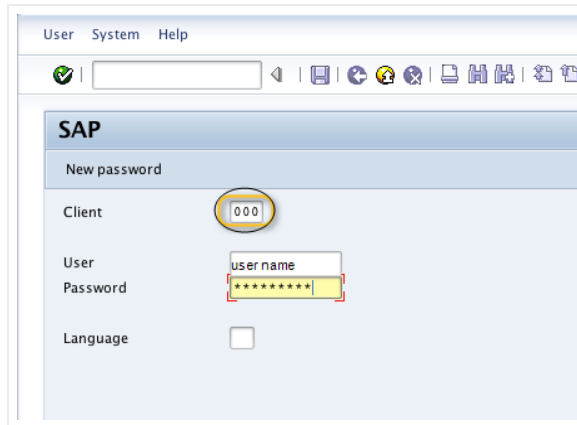 User System Help
SAP
New password
Client 000
User user name
Password *********
Language